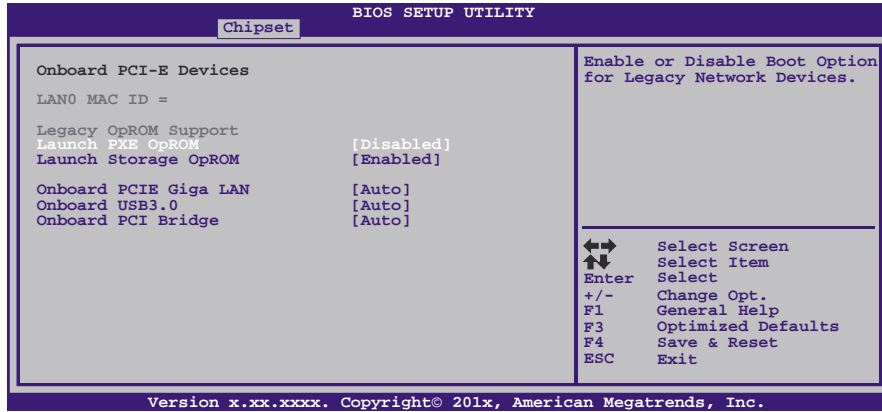 BIOS SETUP UTILITY
Chipset
Onboard PCI-E Devices
LAN0 MAC ID =
Legacy OpROM Support
Launch PXE OpROM [Disabled]
Launch Storage OpROM [Enabled]
Onboard PCIE Giga LAN [Auto]
Onboard USB3.0 [Auto]
Onboard PCI Bridge [Auto]
Enable or Disable Boot Option
for Legacy Network Devices.
Select Screen
Select Item
Enter Select
+/- Change Opt.
F1 General Help
F3 Optimized Defaults
F4 Save & Reset
ESC Exit
Version x.xx.xxxx. Copyright© 201x, American Megatrends, Inc.